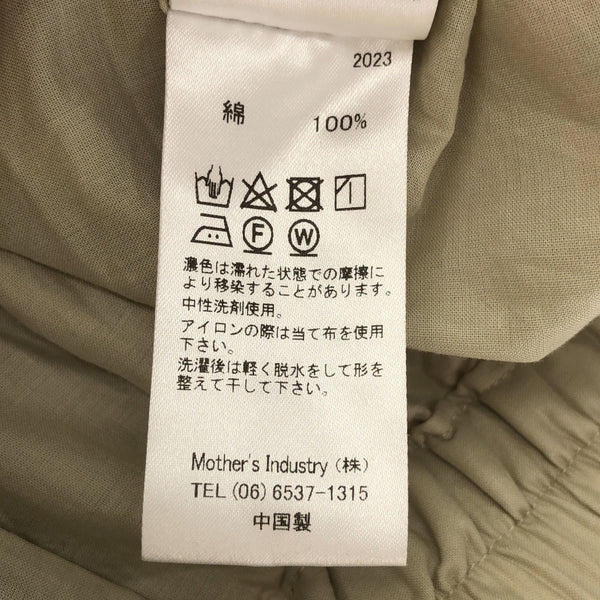 2023
綿 100%
F W
濃色は濡れた状態での摩擦に
より移染することがあります。
中性洗剤使用。
アイロンの際は当て布を使用
下さい。
洗濯後は軽く脱水をして形を
整えて干して下さい。
Mother's Industry (株)
TEL (06) 6537-1315
中国製